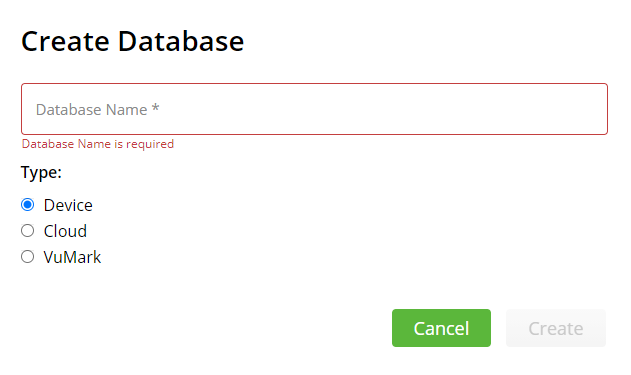 Create Database
Database Name *
Database Name is required
Type:
Device
Cloud
VuMark
Cancel Create